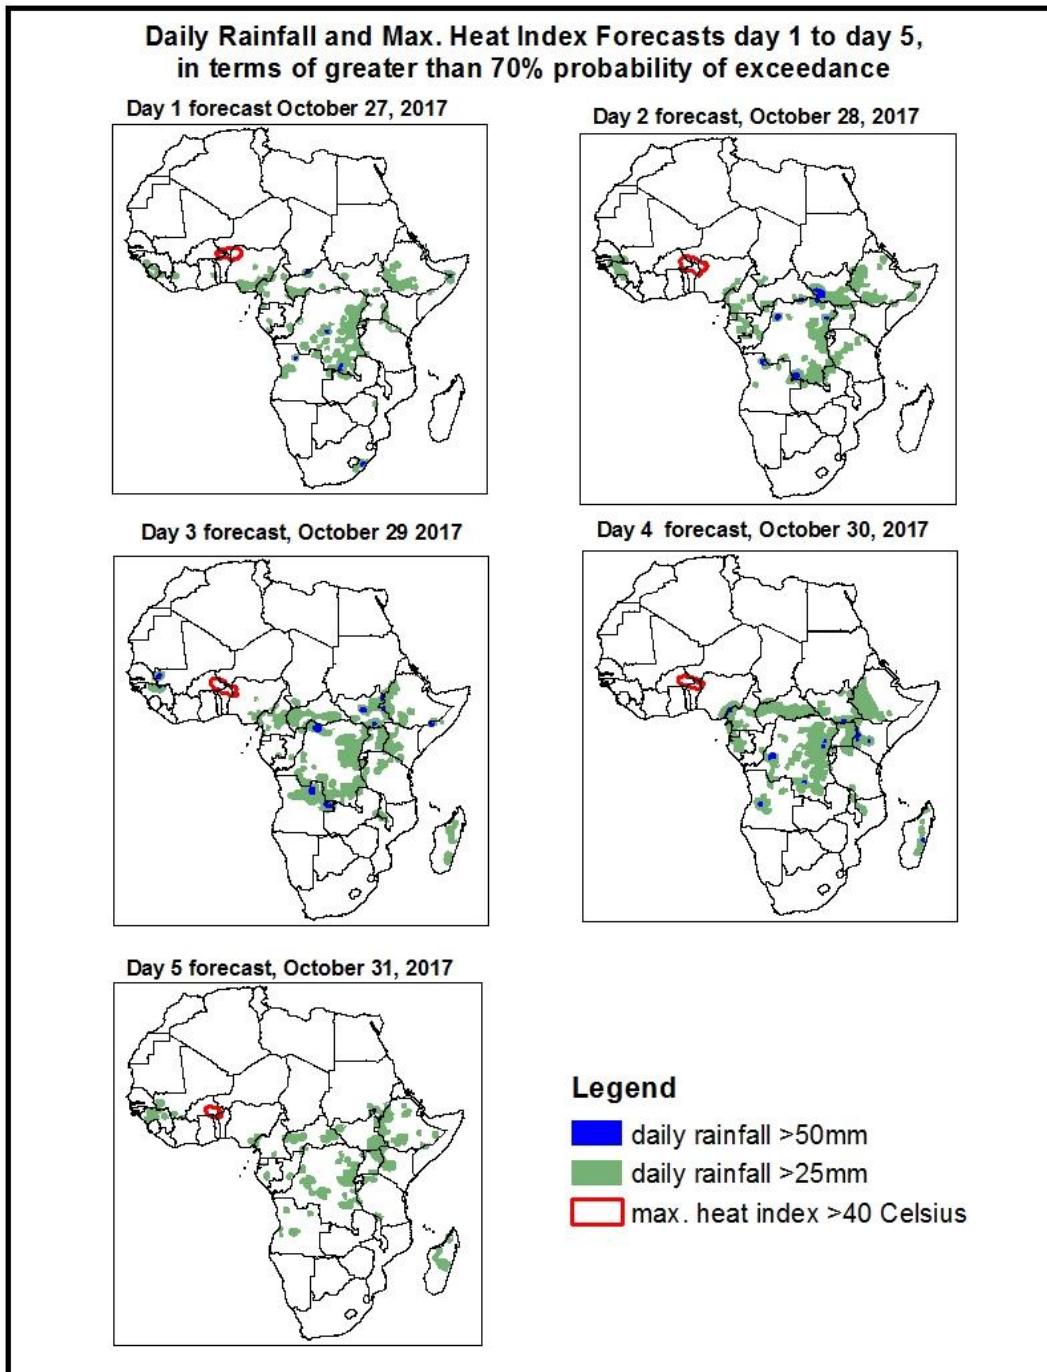 Daily Rainfall and Max. Heat Index Forecasts day 1 to day 5,
in terms of greater than 70% probability of exceedance
Day 1 forecast October 27, 2017
Day 2 forecast, October 28, 2017
Day 3 forecast, October 29 2017
Day 4 forecast, October 30, 2017
Day 5 forecast, October 31, 2017
Legend
daily rainfall >50mm
daily rainfall >25mm
max. heat index >40 Celsius